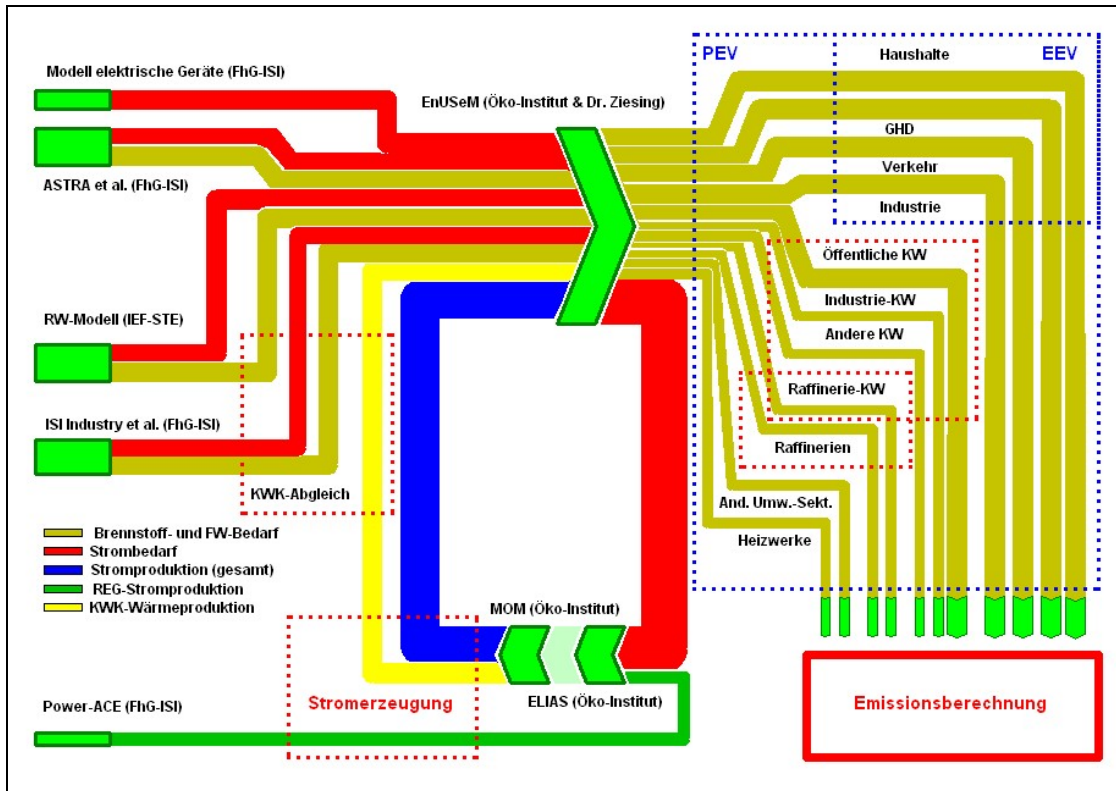 PEV
Haushalte
EEV
Modell elektrische Geräte (FhG-ISI)
EnUSeM (Öko-Institut & Dr. Ziesing)
GHD
Verkehr
ASTRA et al. (FhG-ISI)
Industrie
Öffentliche KW
Industrie-KW
RW-Modell (IEF-STE)
Andere KW
Raffinerie-KW
ISI Industry et al. (FhG-ISI)
Raffinerien
KWK-Abgleich
And. Umw.-Sekt.
Heizwerke
Brennstoff- und FW-Bedarf
Strombedarf
Stromproduktion (gesamt)
REG-Stromproduktion
KWK-Wärmeproduktion
MOM (Öko-Institut)
Power-ACE (FhG-ISI)
Stromerzeugung
ELIAS (Öko-Institut)
Emissionsberechnung